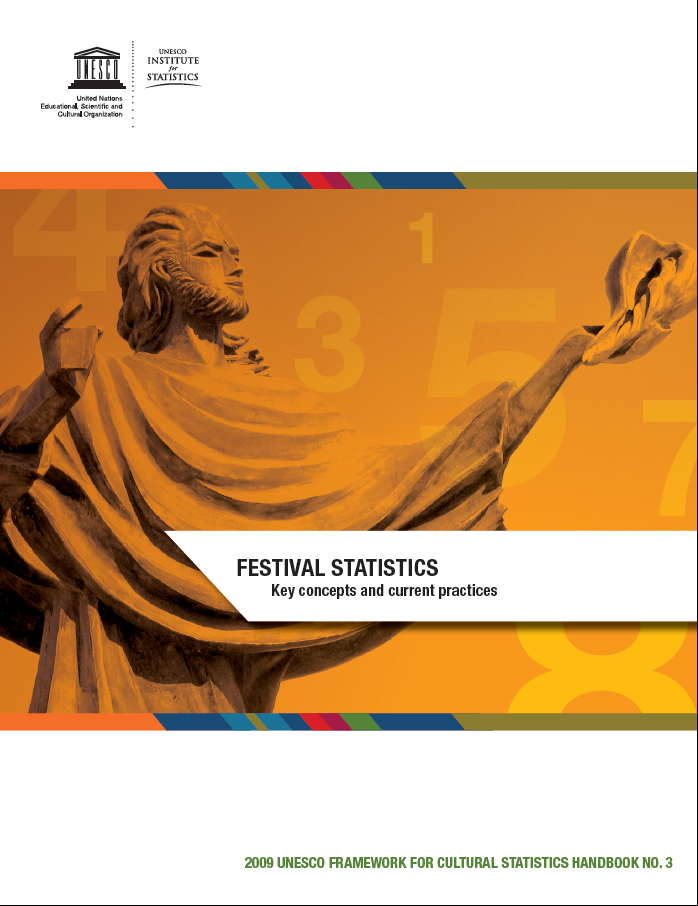 UNESCO
United Nations
Educational, Scientific and
Cultural Organization
UNESCO
INSTITUTE
for
STATISTICS
4
1
3
5
7
FESTIVAL STATISTICS
Key concepts and current practices
8
2009 UNESCO FRAMEWORK FOR CULTURAL STATISTICS HANDBOOK NO. 3